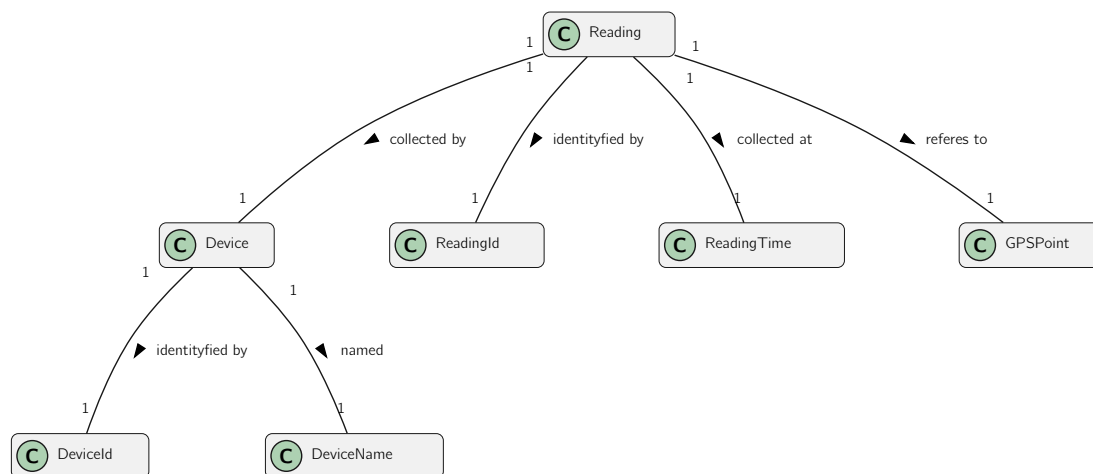 C Reading
1
1
1
1
collected by
identityfied by
collected at
referes to
1
1
1
1
C Device
C ReadingId
C ReadingTime
C GPSPoint
1
1
identityfied by
named
1
1
C DeviceId
C DeviceName